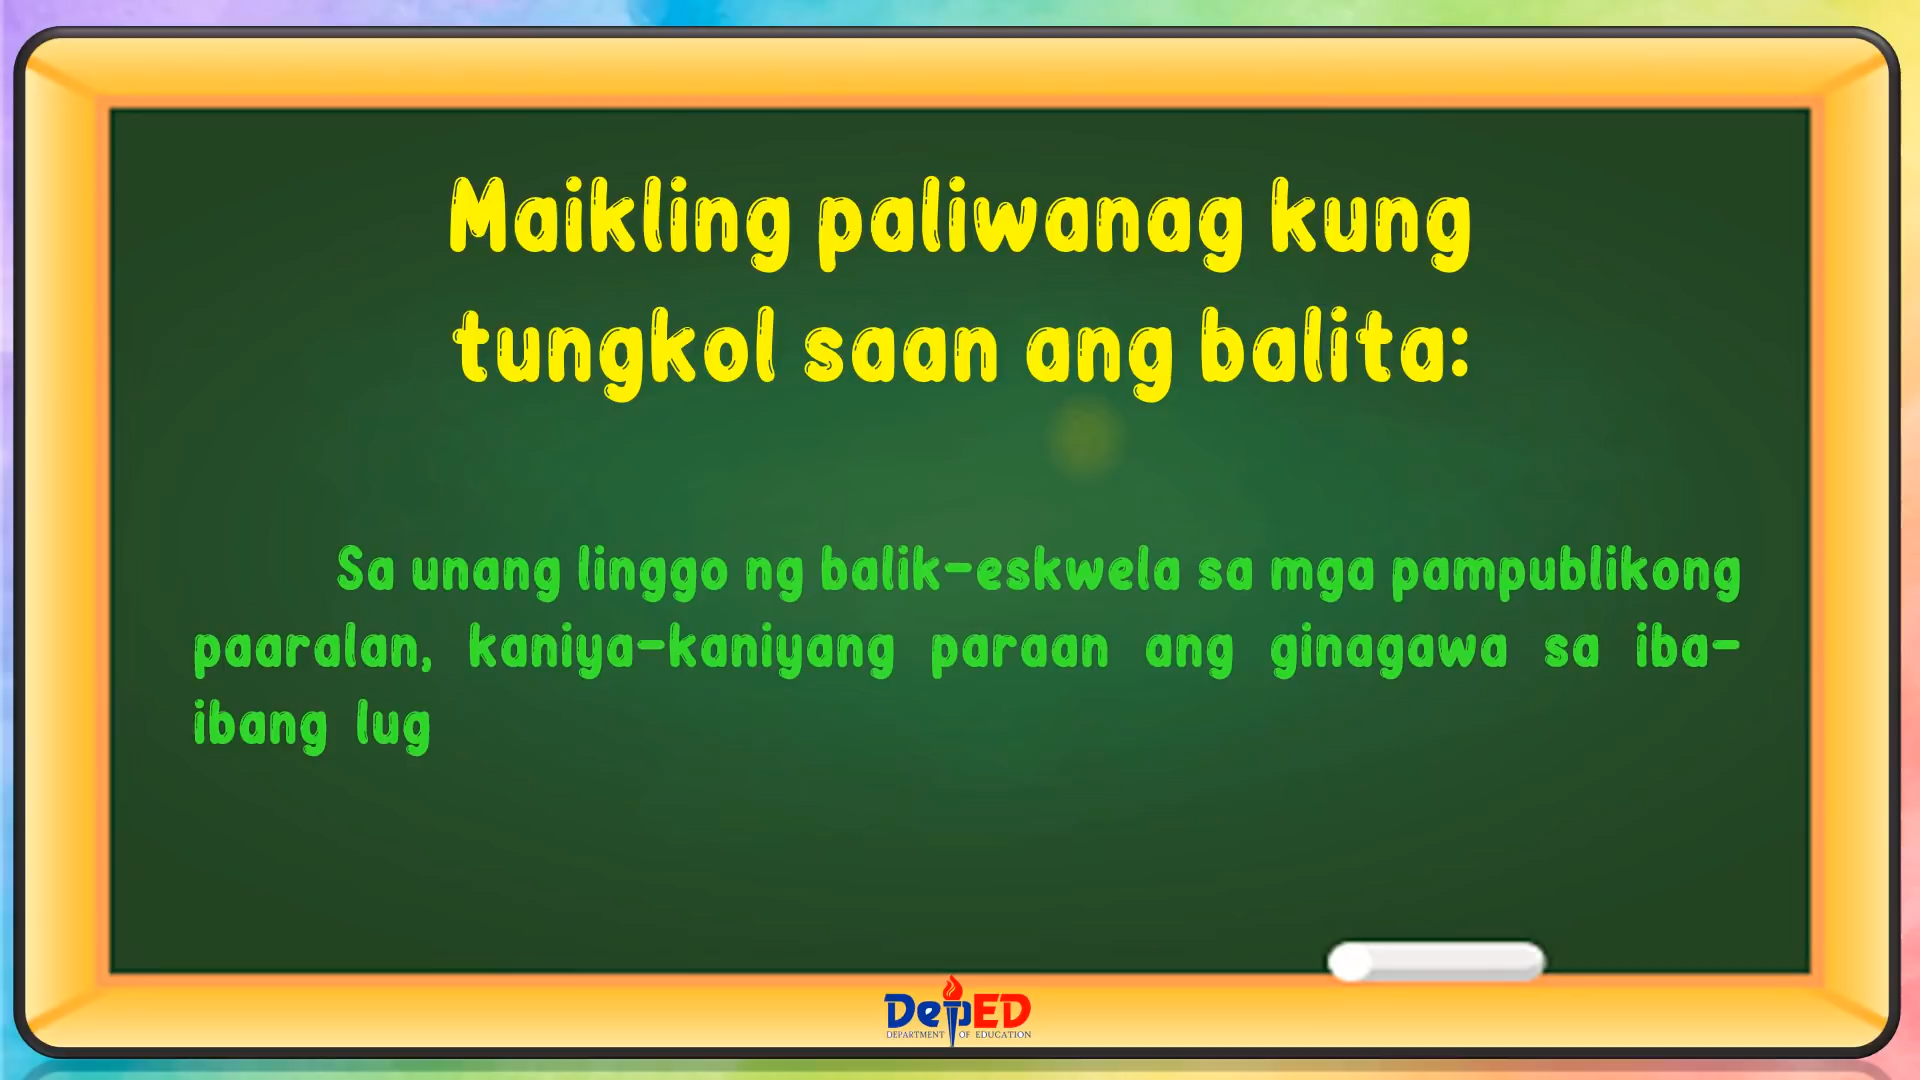 Maikling paliwanag kung
tungkol saan ang balita:
Sa unang linggo ng balik-eskwela sa mga pampublikong
paaralan, kaniya-kaniyang paraan ang ginagawa sa iba-
ibang lug
DepED
DEPARTMENT OF EDUCATION